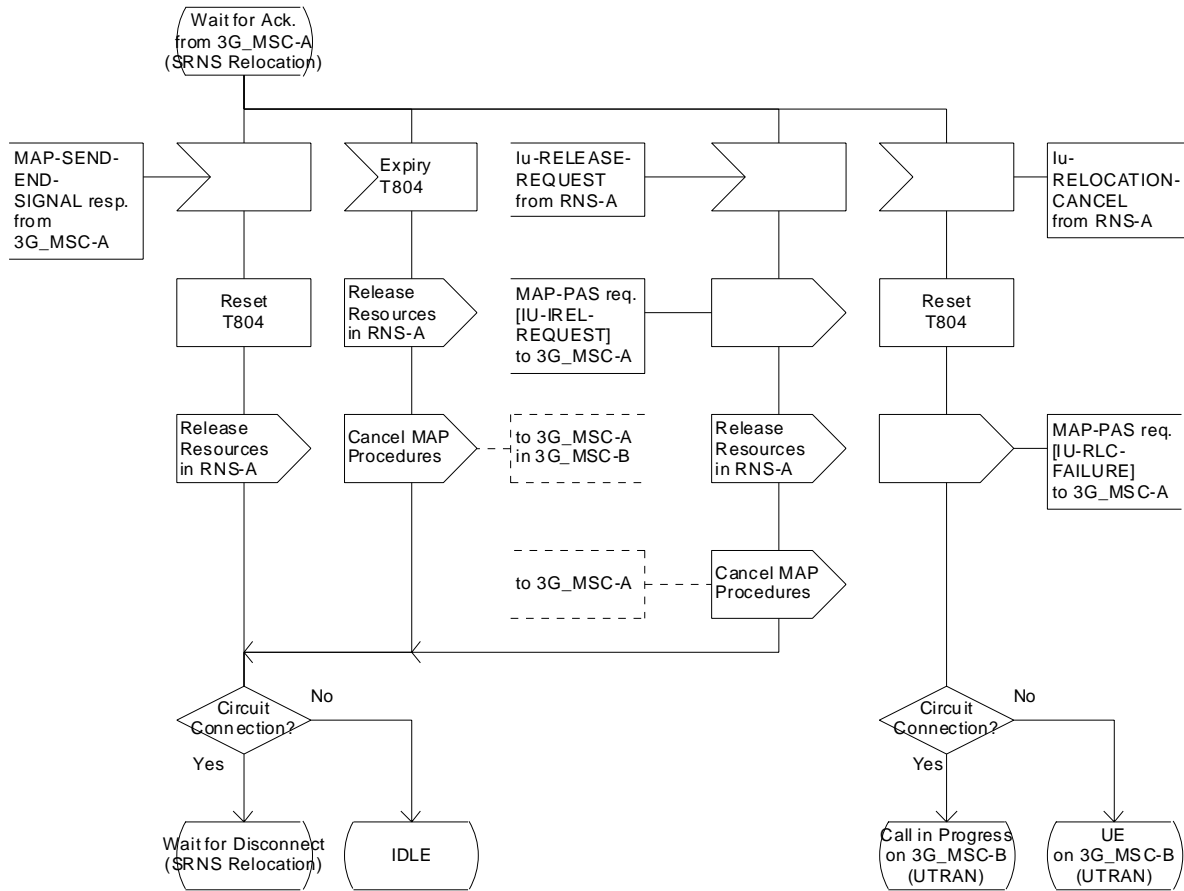 Wait for Ack.
from 3G_MSC-A
(SRNS Relocation)
MAP-SEND-
END-
SIGNAL resp.
from
3G_MSC-A
Expiry
T804
Iu-RELEASE-
REQUEST
from RNS-A
Iu-
RELOCATION-
CANCEL
from RNS-A
Reset
T804
Release
Resources
in RNS-A
MAP-PAS req.
[IU-IREL-
REQUEST]
to 3G_MSC-A
Reset
T804
Release
Resources
in RNS-A
Cancel MAP
Procedures
to 3G_MSC-A
in 3G_MSC-B
Release
Resources
in RNS-A
MAP-PAS req.
[IU-RLC-
FAILURE]
to 3G_MSC-A
to 3G_MSC-A
Cancel MAP
Procedures
Circuit
Connection?
No
Yes
Circuit
Connection?
No
Yes
Wait for Disconnect
(SRNS Relocation)
IDLE
Call in Progress
on 3G_MSC-B
(UTRAN)
UE
on 3G_MSC-B
(UTRAN)